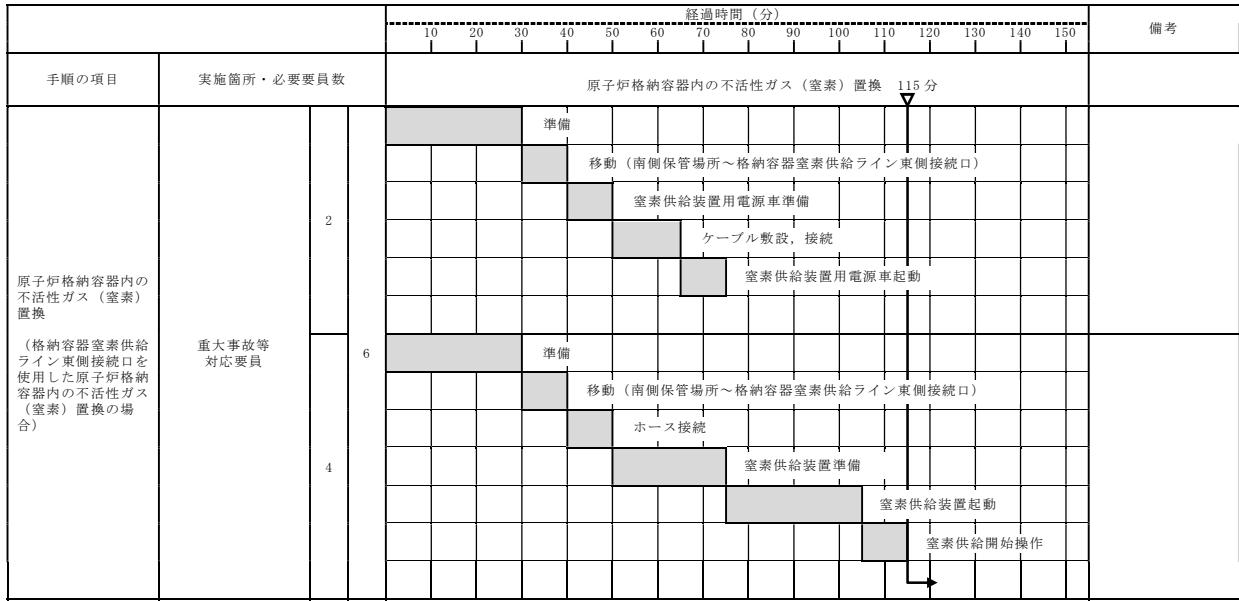 経過時間（分）
10 20 30 40 50 60 70 80 90 100 110 120 130 140 150
備考
手順の項目
実施箇所・必要要員数
原子炉格納容器内の不活性ガス（窒素）置換 115分
原子炉格納容器内の
不活性ガス（窒素）
置換
（格納容器窒素供給
ライン東側接続口を
使用した原子炉格納
容器内の不活性ガス
（窒素）置換の場
合）
重大事故等
対応要員
2
4
6
準備
移動（南側保管場所～格納容器窒素供給ライン東側接続口）
窒素供給装置用電源車準備
ケーブル敷設，接続
窒素供給装置用電源車起動
準備
移動（南側保管場所～格納容器窒素供給ライン東側接続口）
ホース接続
窒素供給装置準備
窒素供給装置起動
窒素供給開始操作